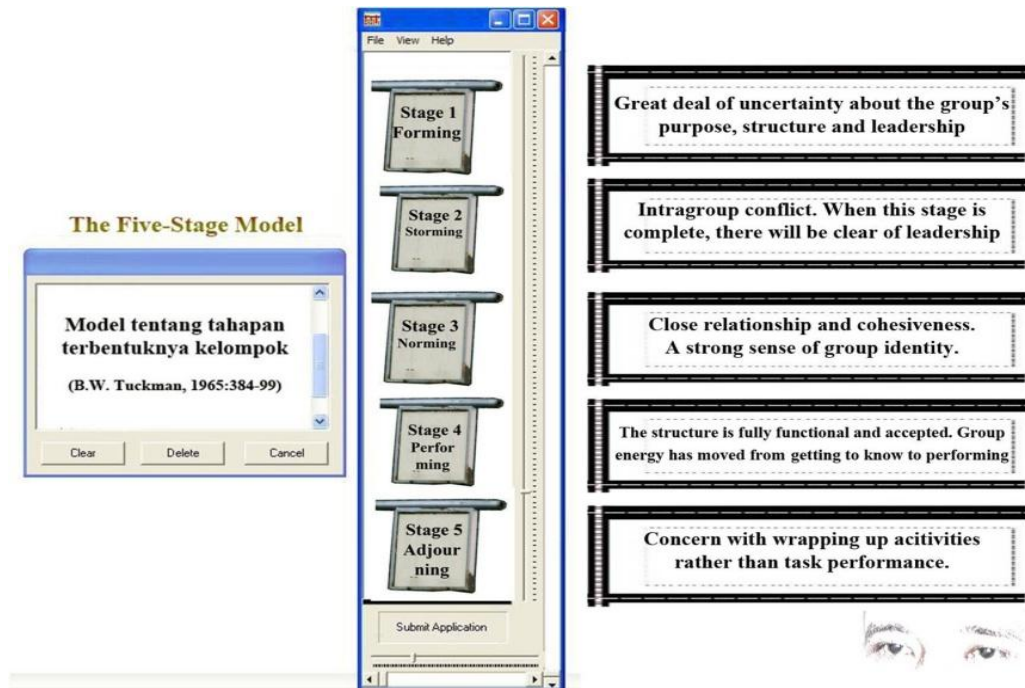 The Five-Stage Model
Model tentang tahapan
terbentuknya kelompok
(B.W. Tuckman, 1965:384-99)
Clear
Delete
Cancel
File
View
Help
Stage 1
Forming
Great deal of uncertainty about the group's
purpose, structure and leadership
Stage 2
Storming
Intragroup conflict. When this stage is
complete, there will be clear of leadership
Stage 3
Norming
Close relationship and cohesiveness.
A strong sense of group identity.
Stage 4
Perfor
ming
The structure is fully functional and accepted. Group
energy has moved from getting to know to performing
Stage 5
Adjour
ning
Concern with wrapping up acitivities
rather than task performance.
Submit Application